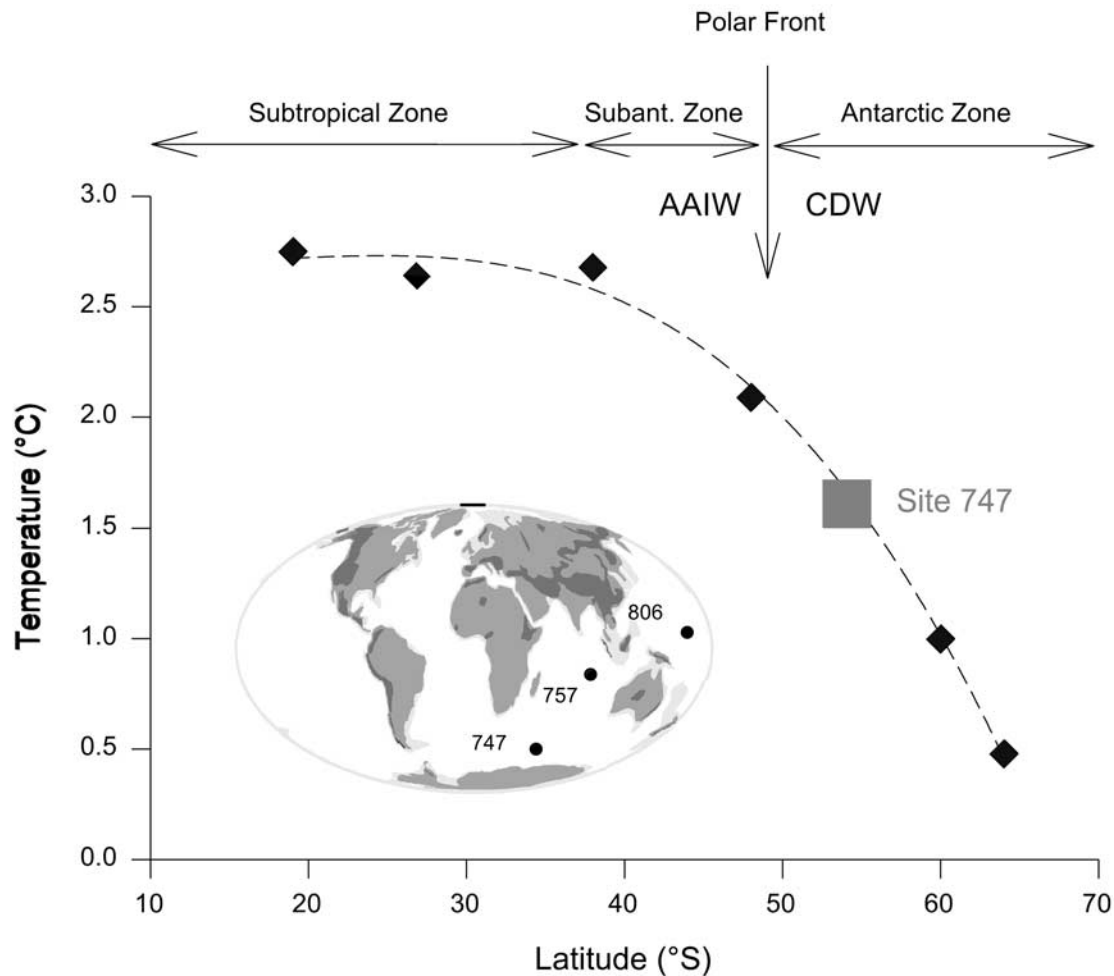 Polar Front
Subtropical Zone
Subant. Zone
Antarctic Zone
AAIW
CDW
3.0
2.5
2.0
1.5
1.0
0.5
0.0
Temperature (°C)
Site 747
806
757
747
10
20
30
40
50
60
70
Latitude (°S)